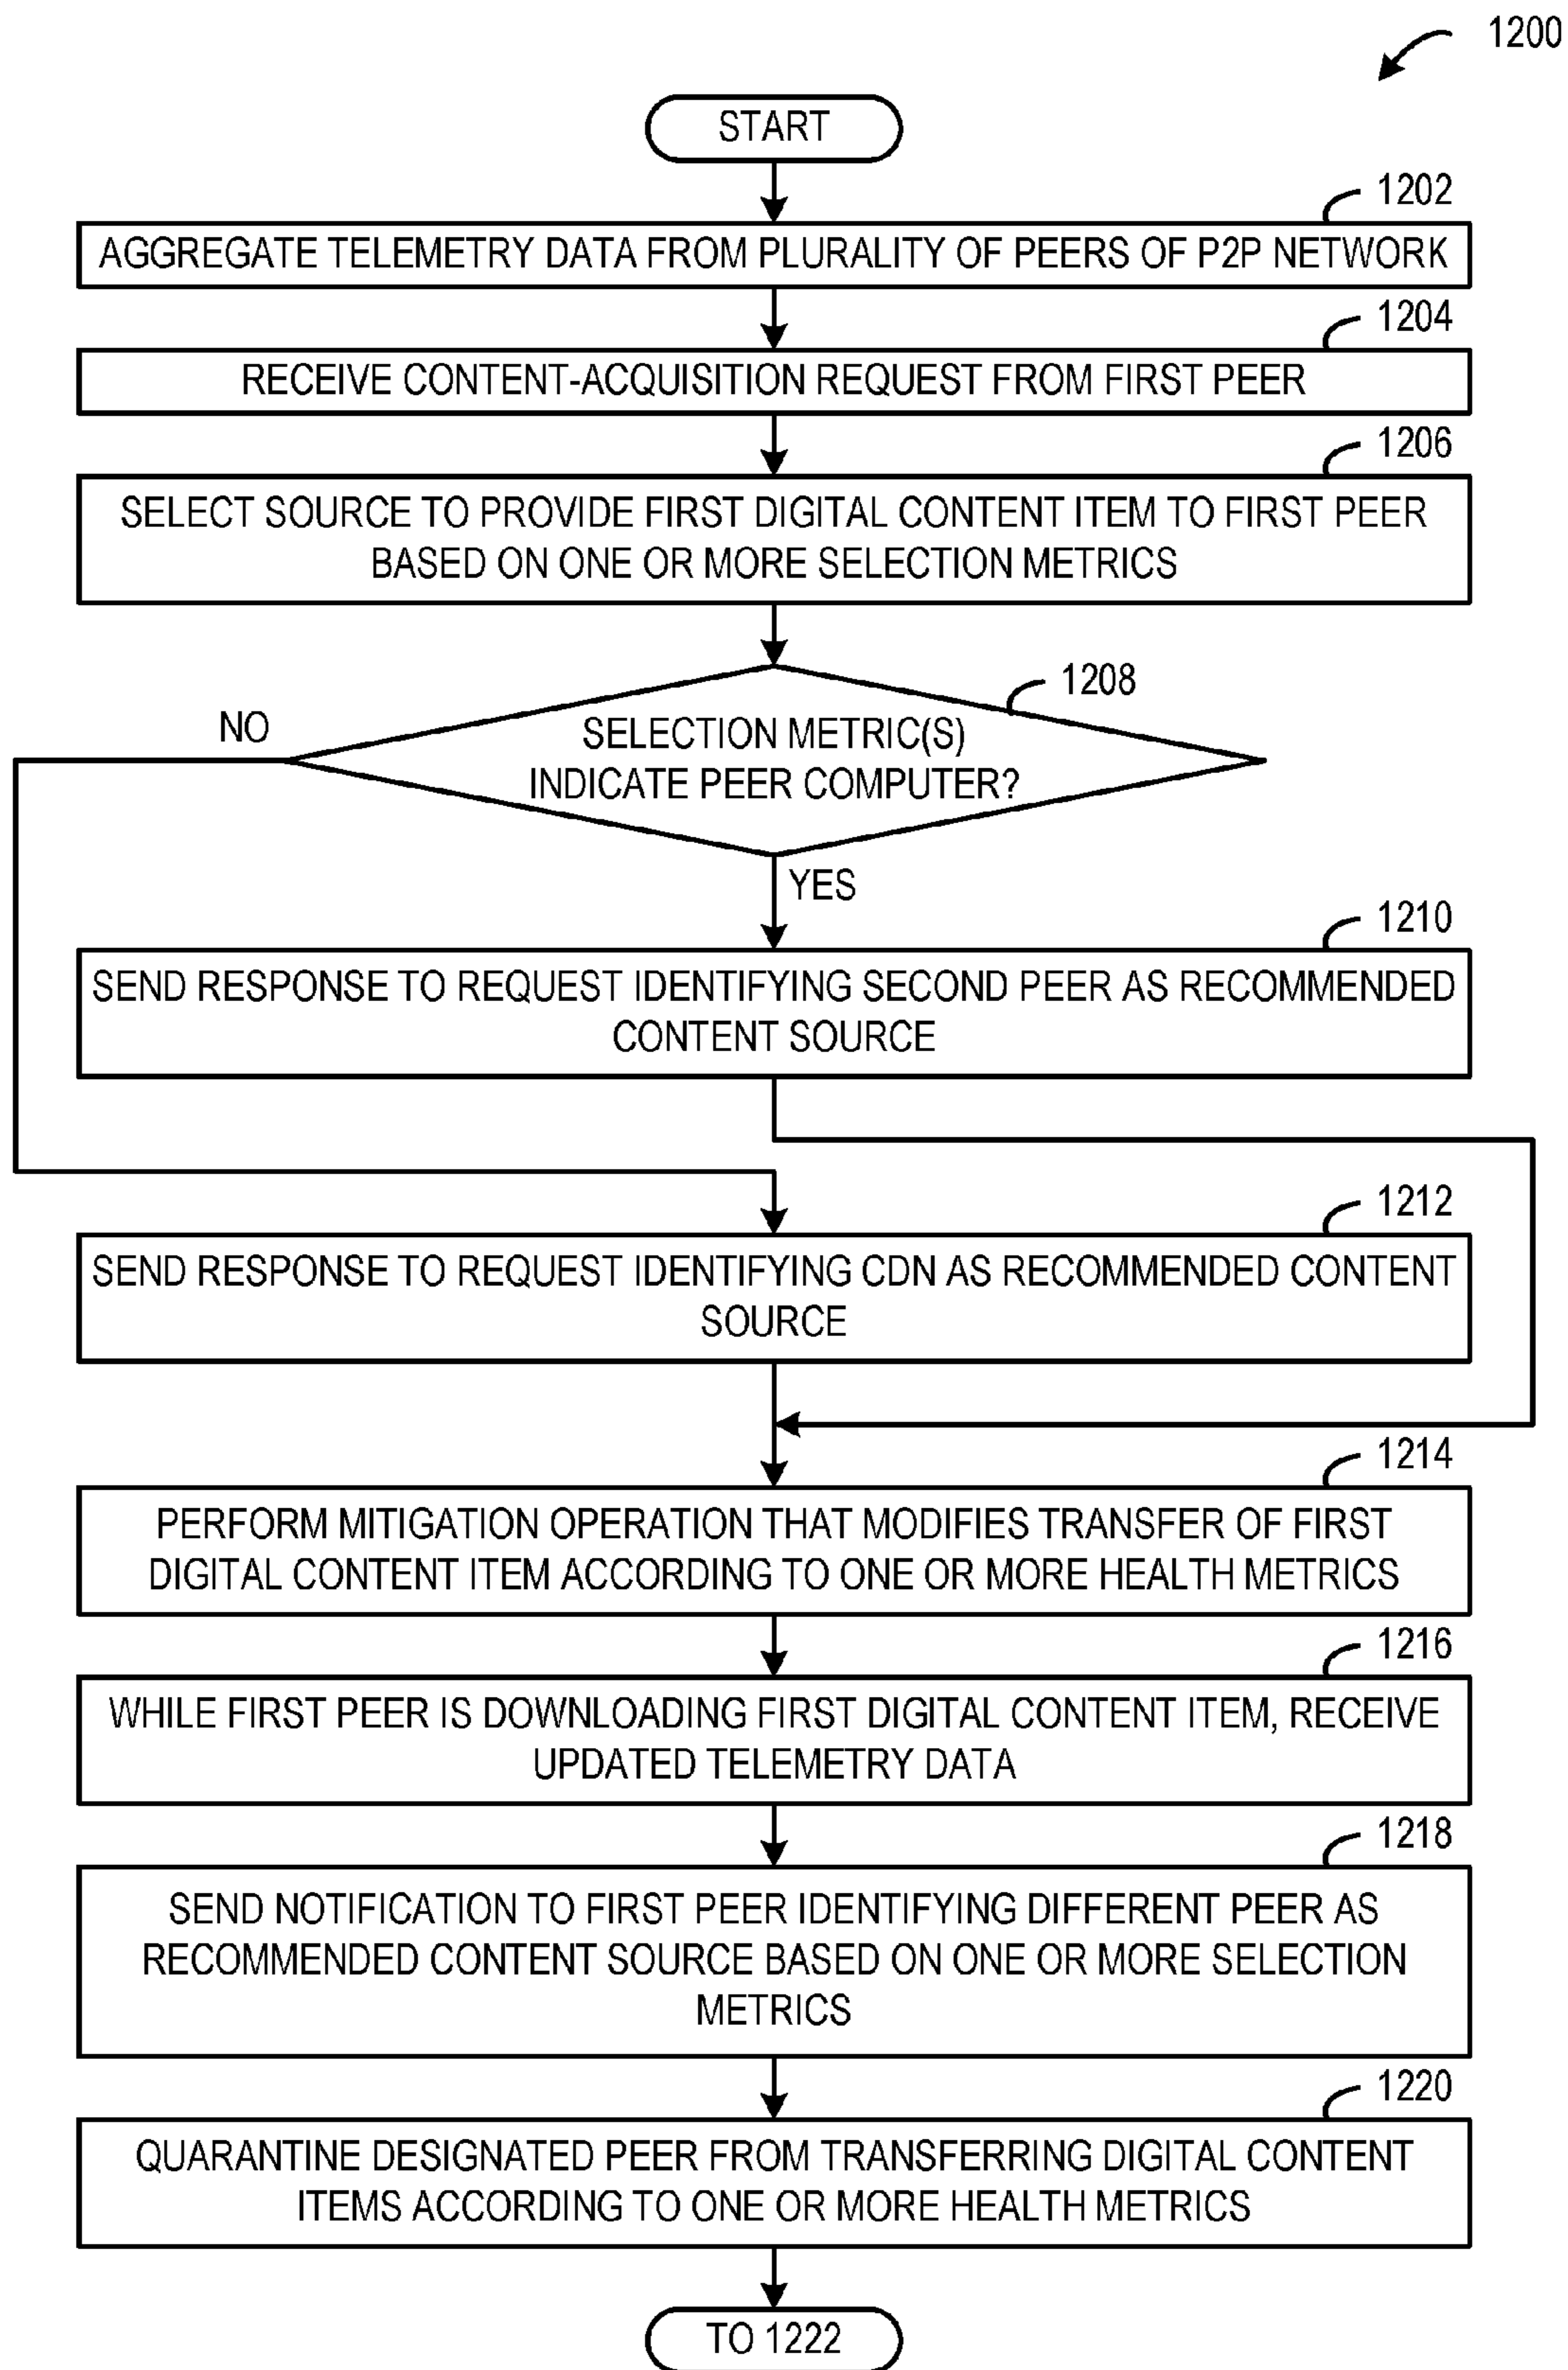 1200
START
1202
AGGREGATE TELEMETRY DATA FROM PLURALITY OF PEERS OF P2P NETWORK
1204
RECEIVE CONTENT-ACQUISITION REQUEST FROM FIRST PEER
1206
SELECT SOURCE TO PROVIDE FIRST DIGITAL CONTENT ITEM TO FIRST PEER
BASED ON ONE OR MORE SELECTION METRICS
1208
NO
SELECTION METRIC(S)
INDICATE PEER COMPUTER?
YES
1210
SEND RESPONSE TO REQUEST IDENTIFYING SECOND PEER AS RECOMMENDED
CONTENT SOURCE
1212
SEND RESPONSE TO REQUEST IDENTIFYING CDN AS RECOMMENDED CONTENT
SOURCE
1214
PERFORM MITIGATION OPERATION THAT MODIFIES TRANSFER OF FIRST
DIGITAL CONTENT ITEM ACCORDING TO ONE OR MORE HEALTH METRICS
1216
WHILE FIRST PEER IS DOWNLOADING FIRST DIGITAL CONTENT ITEM, RECEIVE
UPDATED TELEMETRY DATA
1218
SEND NOTIFICATION TO FIRST PEER IDENTIFYING DIFFERENT PEER AS
RECOMMENDED CONTENT SOURCE BASED ON ONE OR MORE SELECTION
METRICS
1220
QUARANTINE DESIGNATED PEER FROM TRANSFERRING DIGITAL CONTENT
ITEMS ACCORDING TO ONE OR MORE HEALTH METRICS
TO 1222